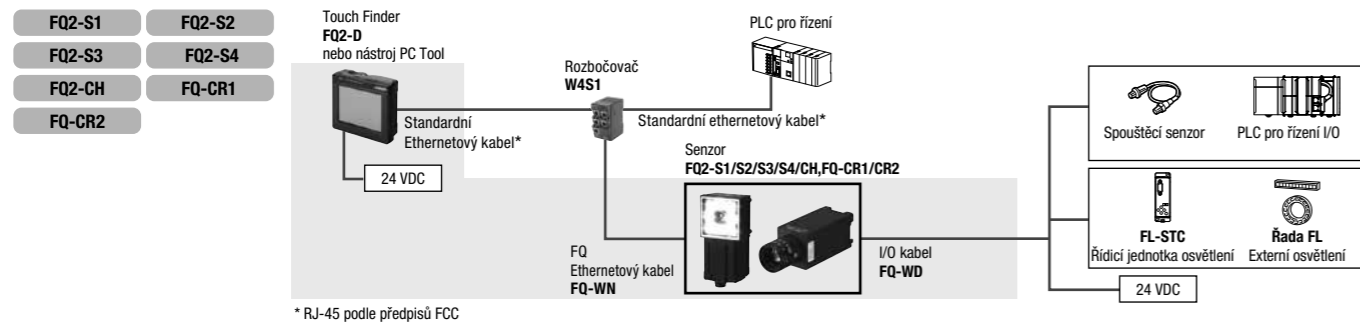 FQ2-S1
FQ2-S2
FQ2-S3
FQ2-S4
FQ2-CH
FQ-CR1
FQ-CR2
Touch Finder
FQ2-D
nebo nástroj PC Tool
Standardní
Ethernetový kabel*
24 VDC
Rozbočovač
W4S1
PLC pro řízení
Standardní ethernetový kabel*
Senzor
FQ2-S1/S2/S3/S4/CH,FQ-CR1/CR2
FQ
Ethernetový kabel
FQ-WN
I/O kabel
FQ-WD
Spouštěcí senzor
PLC pro řízení I/O
FL-STC
Řídicí jednotka osvětlení
Řada FL
Externí osvětlení
24 VDC
* RJ-45 podle předpisů FCC